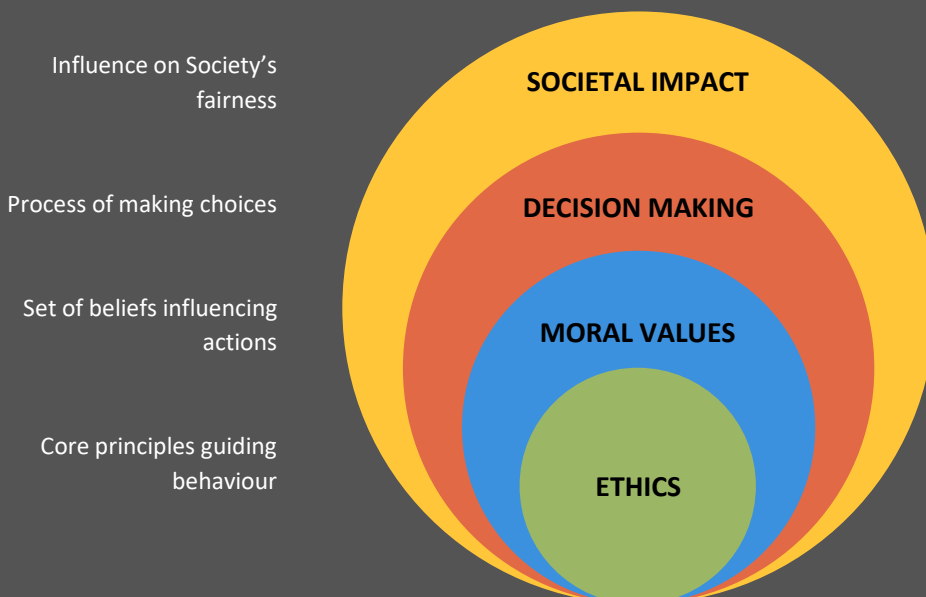 Influence on Society’s
fairness
SOCIETAL IMPACT
Process of making choices
DECISION MAKING
Set of beliefs influencing
actions
MORAL VALUES
Core principles guiding
behaviour
ETHICS